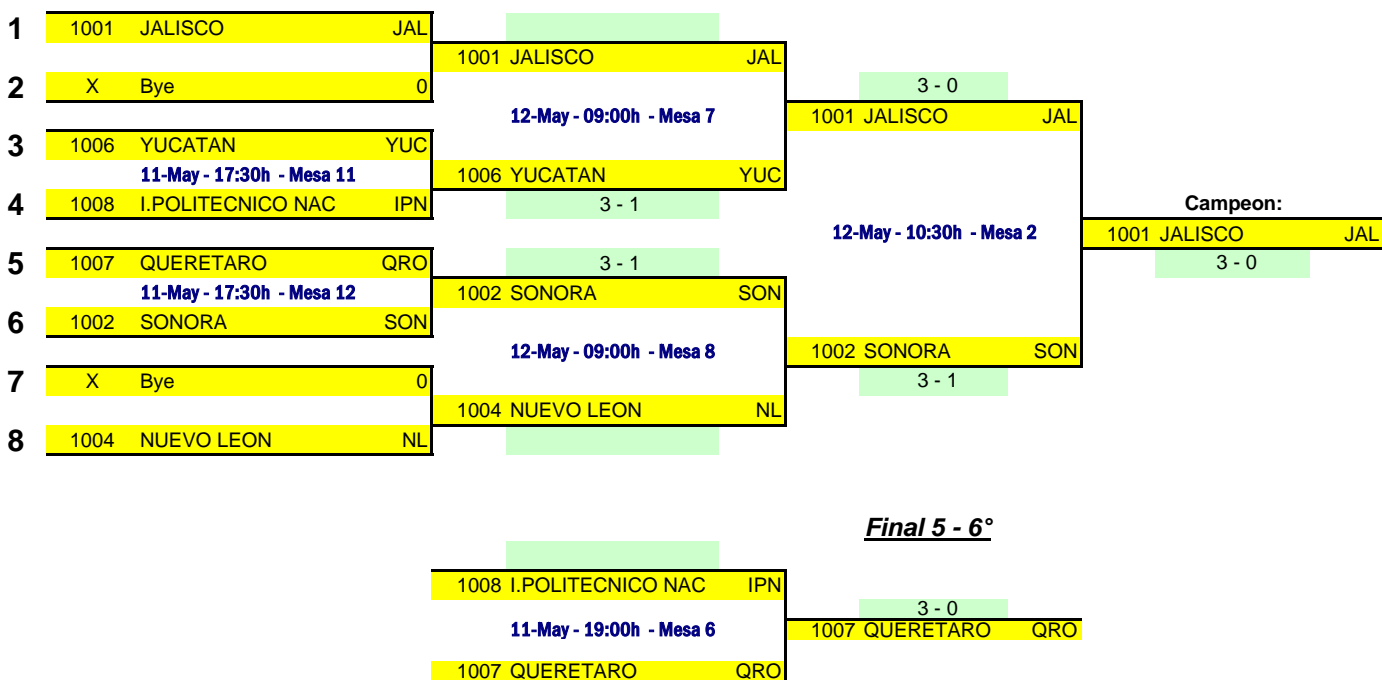 1 1001 JALISCO JAL
1001 JALISCO JAL
2 X Bye 0
3 - 0
12-May - 09:00h - Mesa 7
1001 JALISCO JAL
3 1006 YUCATAN YUC
11-May - 17:30h - Mesa 11
1006 YUCATAN YUC
4 1008 I.POLITECNICO NAC IPN
3 - 1
Campeon:
12-May - 10:30h - Mesa 2
1001 JALISCO JAL
5 1007 QUERETARO QRO
3 - 1
3 - 0
11-May - 17:30h - Mesa 12
1002 SONORA SON
6 1002 SONORA SON
12-May - 09:00h - Mesa 8
1002 SONORA SON
7 X Bye 0
3 - 1
1004 NUEVO LEON NL
8 1004 NUEVO LEON NL
Final 5 - 6°
1008 I.POLITECNICO NAC IPN
3 - 0
11-May - 19:00h - Mesa 6
1007 QUERETARO QRO
1007 QUERETARO QRO